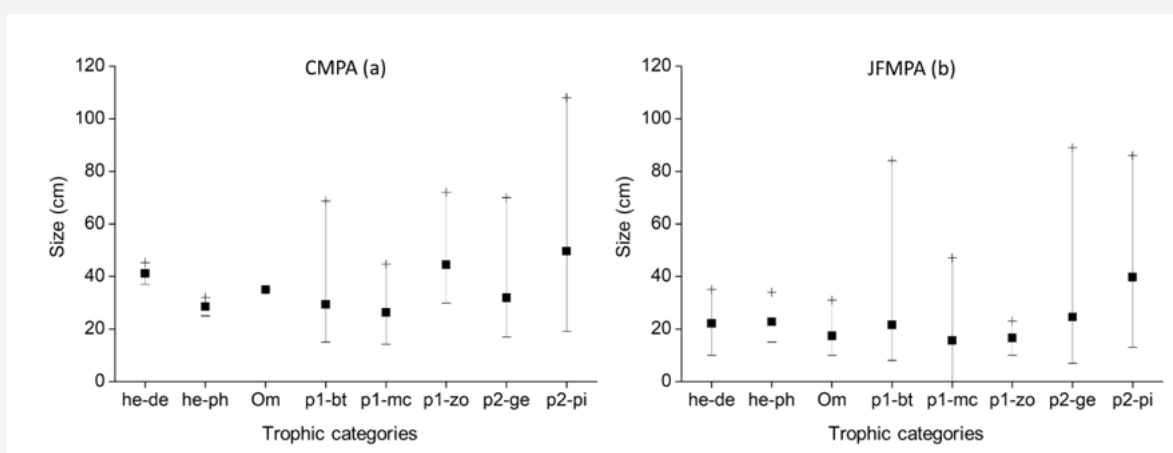 CMPA (a)
120
100
80
60
40
20
0
Size (cm)
he-de he-ph Om p1-bt p1-mc p1-zo p2-ge p2-pi
Trophic categories
JFMPA (b)
120
100
80
60
40
20
0
Size (cm)
he-de he-ph Om p1-bt p1-mc p1-zo p2-ge p2-pi
Trophic categories